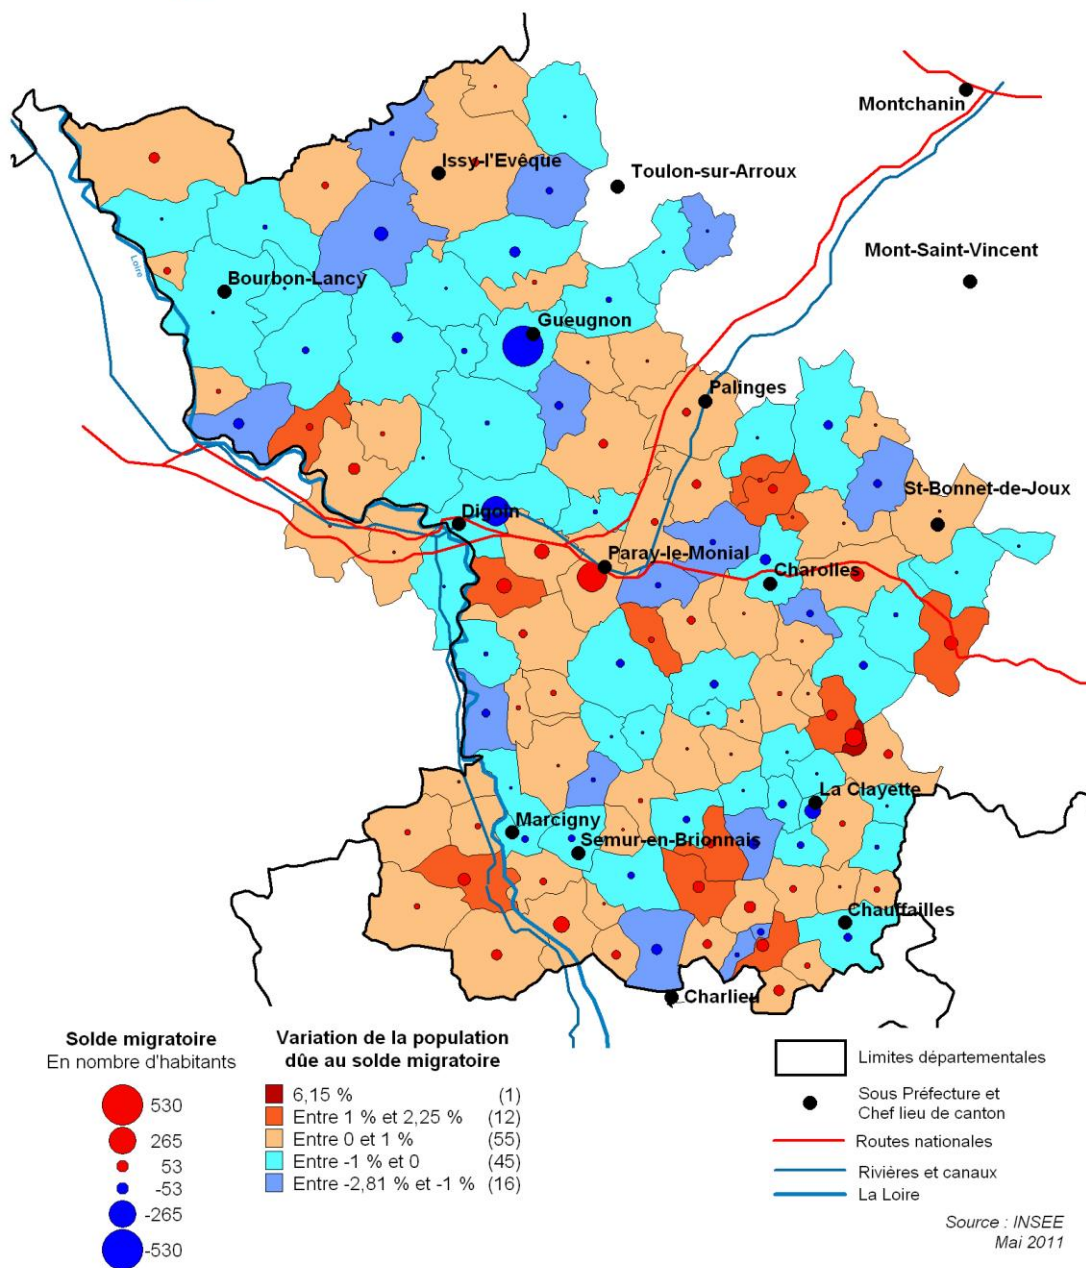 Montchanin
Issy-l'Evêque
Toulon-sur-Arroux
Mont-Saint-Vincent
Loire
Bourbon-Lancy
Gueugnon
Palinges
St-Bonnet-de-Joux
Digoin
Paray-le-Monial
Charolles
La Clayette
Marcigny
Semur-en-Brionnais
Chauffailles
Charlieu
Solde migratoire
En nombre d'habitants
530
265
53
-53
-265
-530
Variation de la population
dûe au solde migratoire
6,15 % (1)
Entre 1 % et 2,25 % (12)
Entre 0 et 1 % (55)
Entre -1 % et 0 (45)
Entre -2,81 % et -1 % (16)
Limites départementales
Sous Préfecture et
Chef lieu de canton
Routes nationales
Rivières et canaux
La Loire
Source : INSEE
Mai 2011